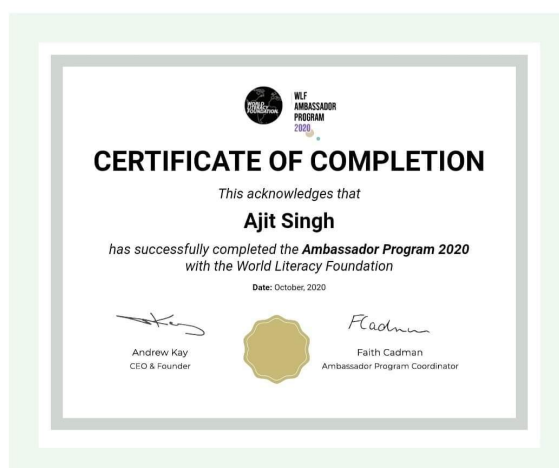 WORLD
LITERACY
FOUNDATION
WLF
AMBASSADOR
PROGRAM
2020
CERTIFICATE OF COMPLETION
This acknowledges that
Ajit Singh
has successfully completed the Ambassador Program 2020
with the World Literacy Foundation
Date: October, 2020
FCadman
Andrew Kay
CEO & Founder
Faith Cadman
Ambassador Program Coordinator